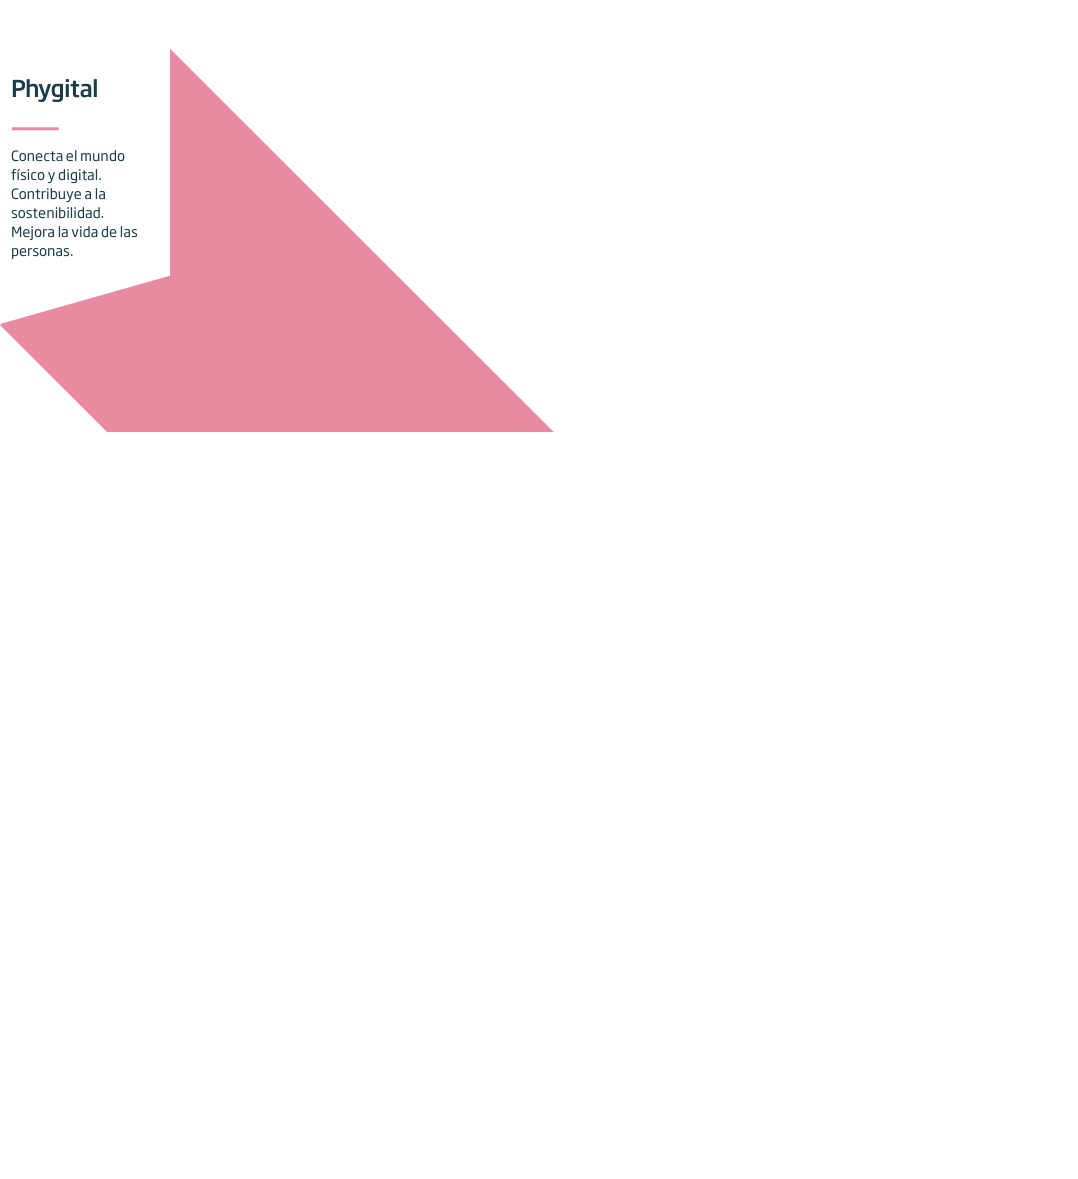 Phygital
Conecta el mundo
físico y digital.
Contribuye a la
sostenibilidad.
Mejora la vida de las
personas.